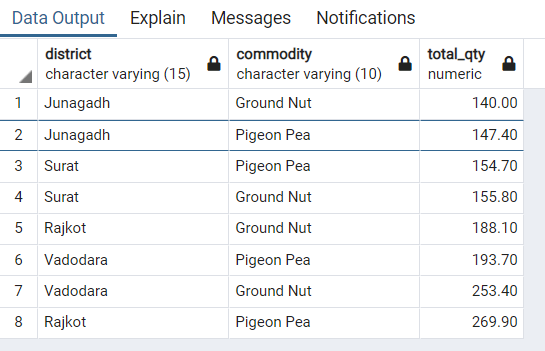 Data Output Explain Messages Notifications
district commodity total_qty
character varying (15) character varying (10) numeric
1 Junagadh Ground Nut 140.00
2 Junagadh Pigeon Pea 147.40
3 Surat Pigeon Pea 154.70
4 Surat Ground Nut 155.80
5 Rajkot Ground Nut 188.10
6 Vadodara Pigeon Pea 193.70
7 Vadodara Ground Nut 253.40
8 Rajkot Pigeon Pea 269.90